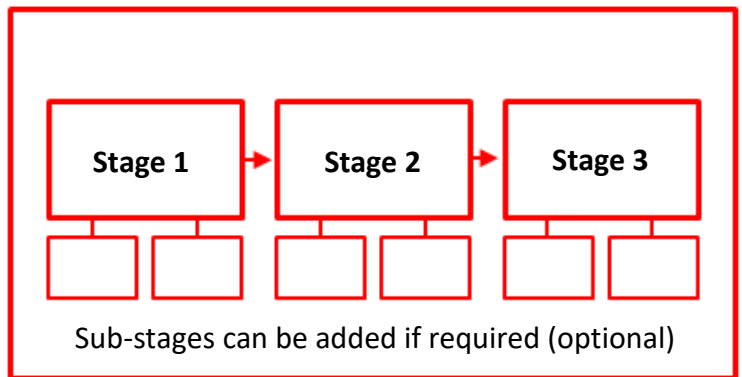 Stage 1
Stage 2
Stage 3
Sub-stages can be added if required (optional)